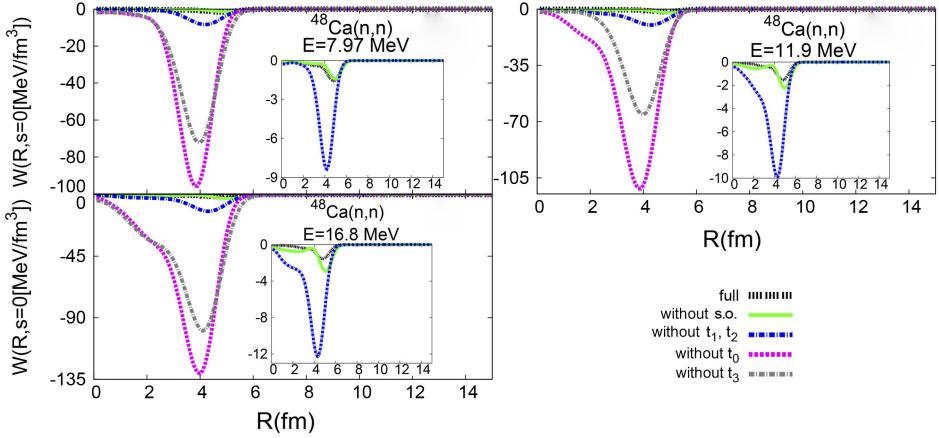 W(R,s=0[MeV/fm³])
0
-20
-40
-60
-80
-100
⁴⁸Ca(n,n)
E=7.97 MeV
0
-3
-6
-9
0 2 4 6 8 10 12 14
0
-35
-70
-105
⁴⁸Ca(n,n)
E=11.9 MeV
0
-2
-4
-6
-8
-10
0 2 4 6 8 10 12 14
0 2 4 6 8 10 12 14
R(fm)
W(R,s=0[MeV/fm³])
0
-45
-90
-135
⁴⁸Ca(n,n)
E=16.8 MeV
0
-4
-8
-12
0 2 4 6 8 10 12 14
0 2 4 6 8 10 12 14
R(fm)
full
without s.o.
without t₁, t₂
without t₀
without t₃